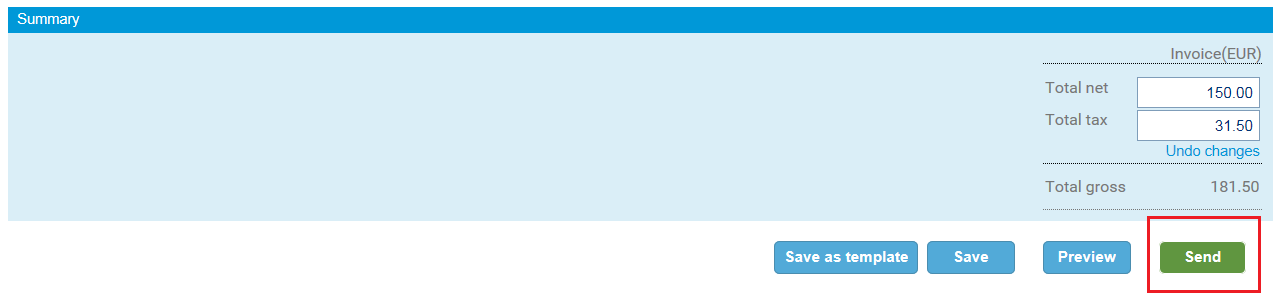 Summary
Invoice(EUR)
Total net 150.00
Total tax 31.50
Undo changes
Total gross 181.50
Save as template Save Preview Send